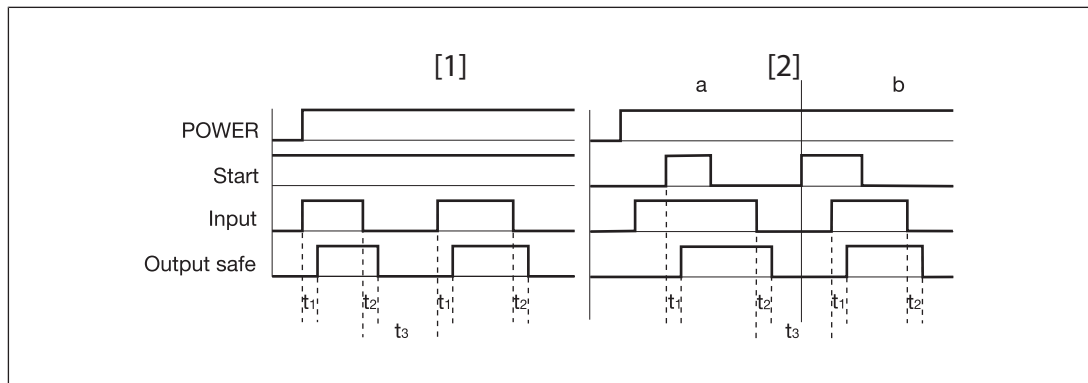 [1] [2]
a b
POWER
Start
Input
Output safe
t1 t2 t1 t2 t1 t2 t1 t2
t3 t3